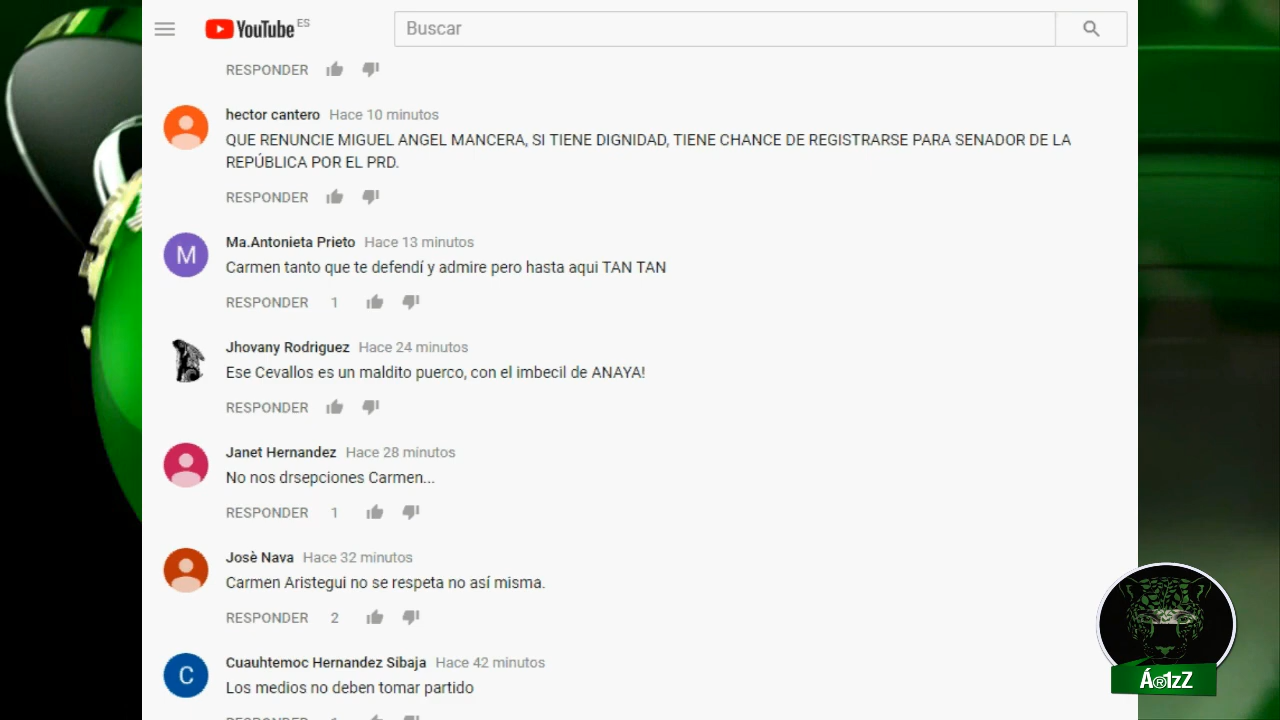 YouTube ES
Buscar
RESPONDER
hector cantero Hace 10 minutos
QUE RENUNCIE MIGUEL ANGEL MANCERA, SI TIENE DIGNIDAD, TIENE CHANCE DE REGISTRARSE PARA SENADOR DE LA
REPÚBLICA POR EL PRD.
RESPONDER
Ma.Antonieta Prieto Hace 13 minutos
M
Carmen tanto que te defendí y admire pero hasta aqui TAN TAN
RESPONDER 1
Jhovany Rodriguez Hace 24 minutos
Ese Cevallos es un maldito puerco, con el imbecil de ANAYA!
RESPONDER
Janet Hernandez Hace 28 minutos
No nos drsepciones Carmen...
RESPONDER 1
Josè Nava Hace 32 minutos
Carmen Aristegui no se respeta no así misma.
RESPONDER 2
Cuauhtemoc Hernandez Sibaja Hace 42 minutos
C
Los medios no deben tomar partido
RESPONDER 1
Á®1zZ